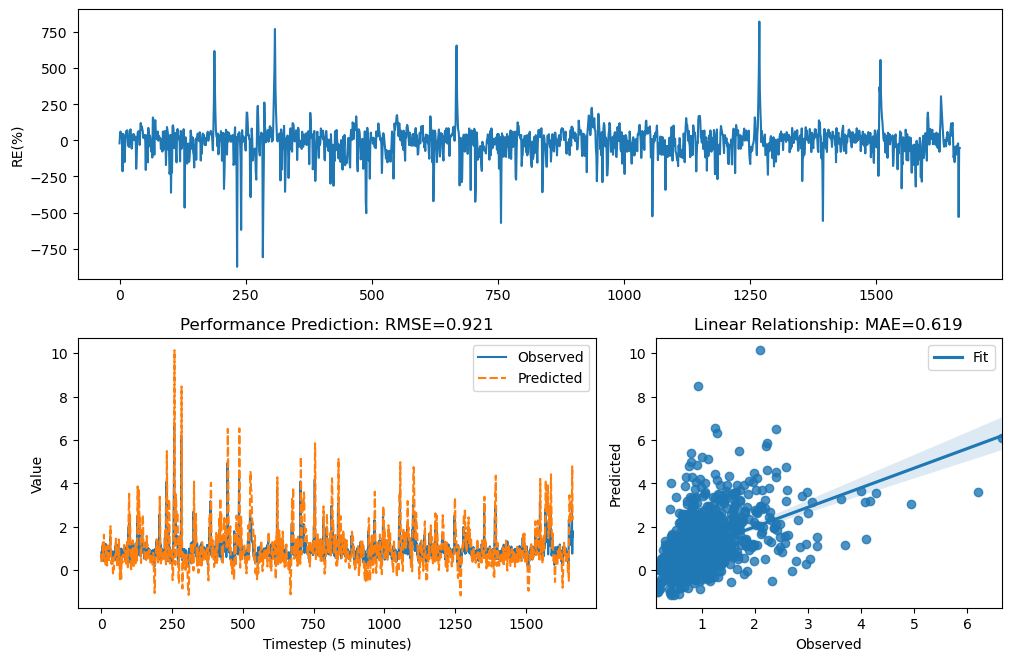 750
500
250
0
−250
−500
−750
RE(%)
0 250 500 750 1000 1250 1500
Performance Prediction: RMSE=0.921
Observed
Predicted
10
8
6
4
2
0
Value
0 250 500 750 1000 1250 1500
Timestep (5 minutes)
Linear Relationship: MAE=0.619
Fit
10
8
6
4
2
0
Predicted
1 2 3 4 5 6
Observed